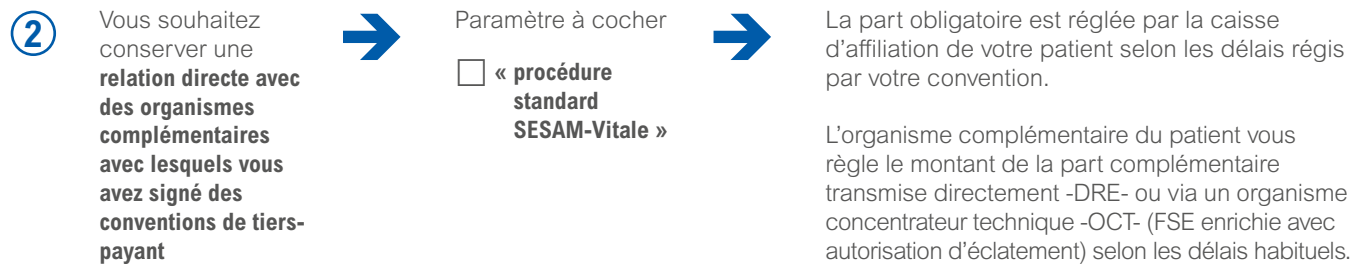 2
Vous souhaitez
conserver une
relation directe avec
des organismes
complémentaires
avec lesquels vous
avez signé des
conventions de tiers-
payant
Paramètre à cocher
« procédure
standard
SESAM-Vitale »
La part obligatoire est réglée par la caisse
d'affiliation de votre patient selon les délais régis
par votre convention.
L'organisme complémentaire du patient vous
règle le montant de la part complémentaire
transmise directement -DRE- ou via un organisme
concentrateur technique -OCT- (FSE enrichie avec
autorisation d'éclatement) selon les délais habituels.